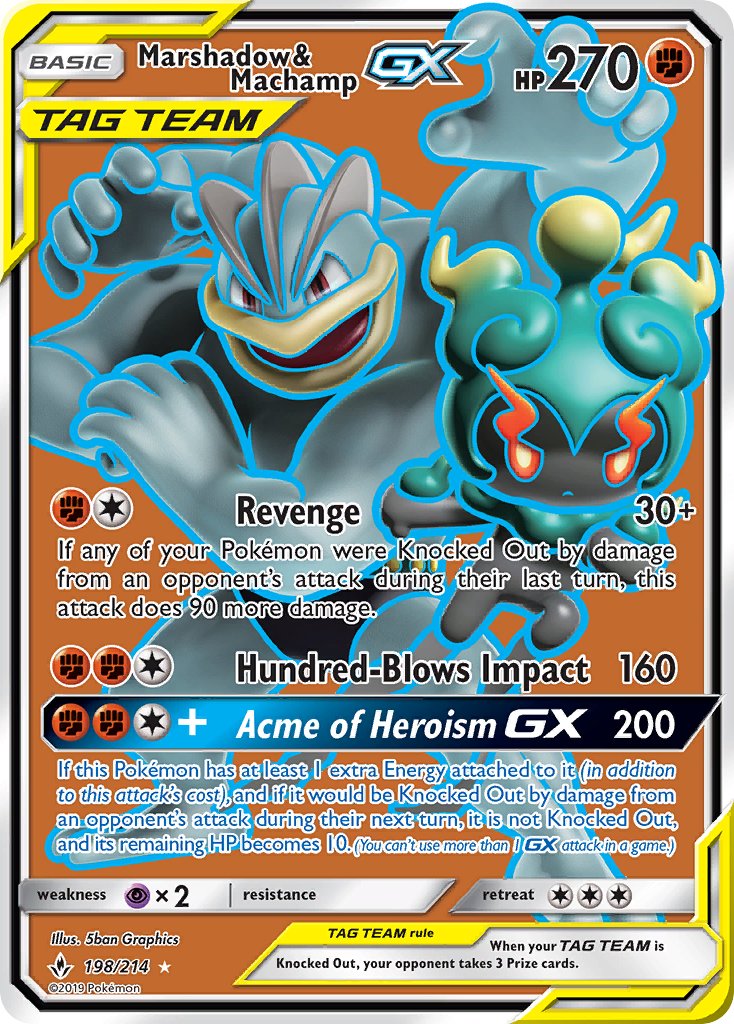 BASIC
Marshadow&
Machamp GX
HP270
TAG TEAM
Revenge 30+
If any of your Pokémon were Knocked Out by damage
from an opponent's attack during their last turn, this
attack does 90 more damage.
Hundred-Blows Impact 160
+ Acme of Heroism GX 200
If this Pokémon has at least 1 extra Energy attached to it (in addition
to this attack's cost), and if it would be Knocked Out by damage from
an opponent's attack during their next turn, it is not Knocked Out,
and its remaining HP becomes 10. (You can't use more than 1 GX attack in a game.)
weakness ×2 resistance retreat
Illus. 5ban Graphics
198/214
©2019 Pokémon
TAG TEAM rule
When your TAG TEAM is
Knocked Out, your opponent takes 3 Prize cards.